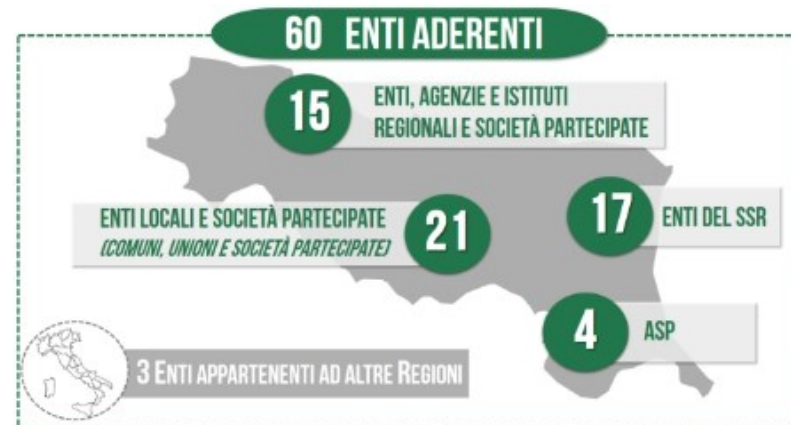 60 ENTI ADERENTI
15
ENTI, AGENZIE E ISTITUTI
REGIONALI E SOCIETÀ PARTECIPATE
ENTI LOCALI E SOCIETÀ PARTECIPATE
(COMUNI, UNIONI E SOCIETÀ PARTECIPATE)
21
17
ENTI DEL SSR
4
ASP
3 ENTI APPARTENENTI AD ALTRE REGIONI